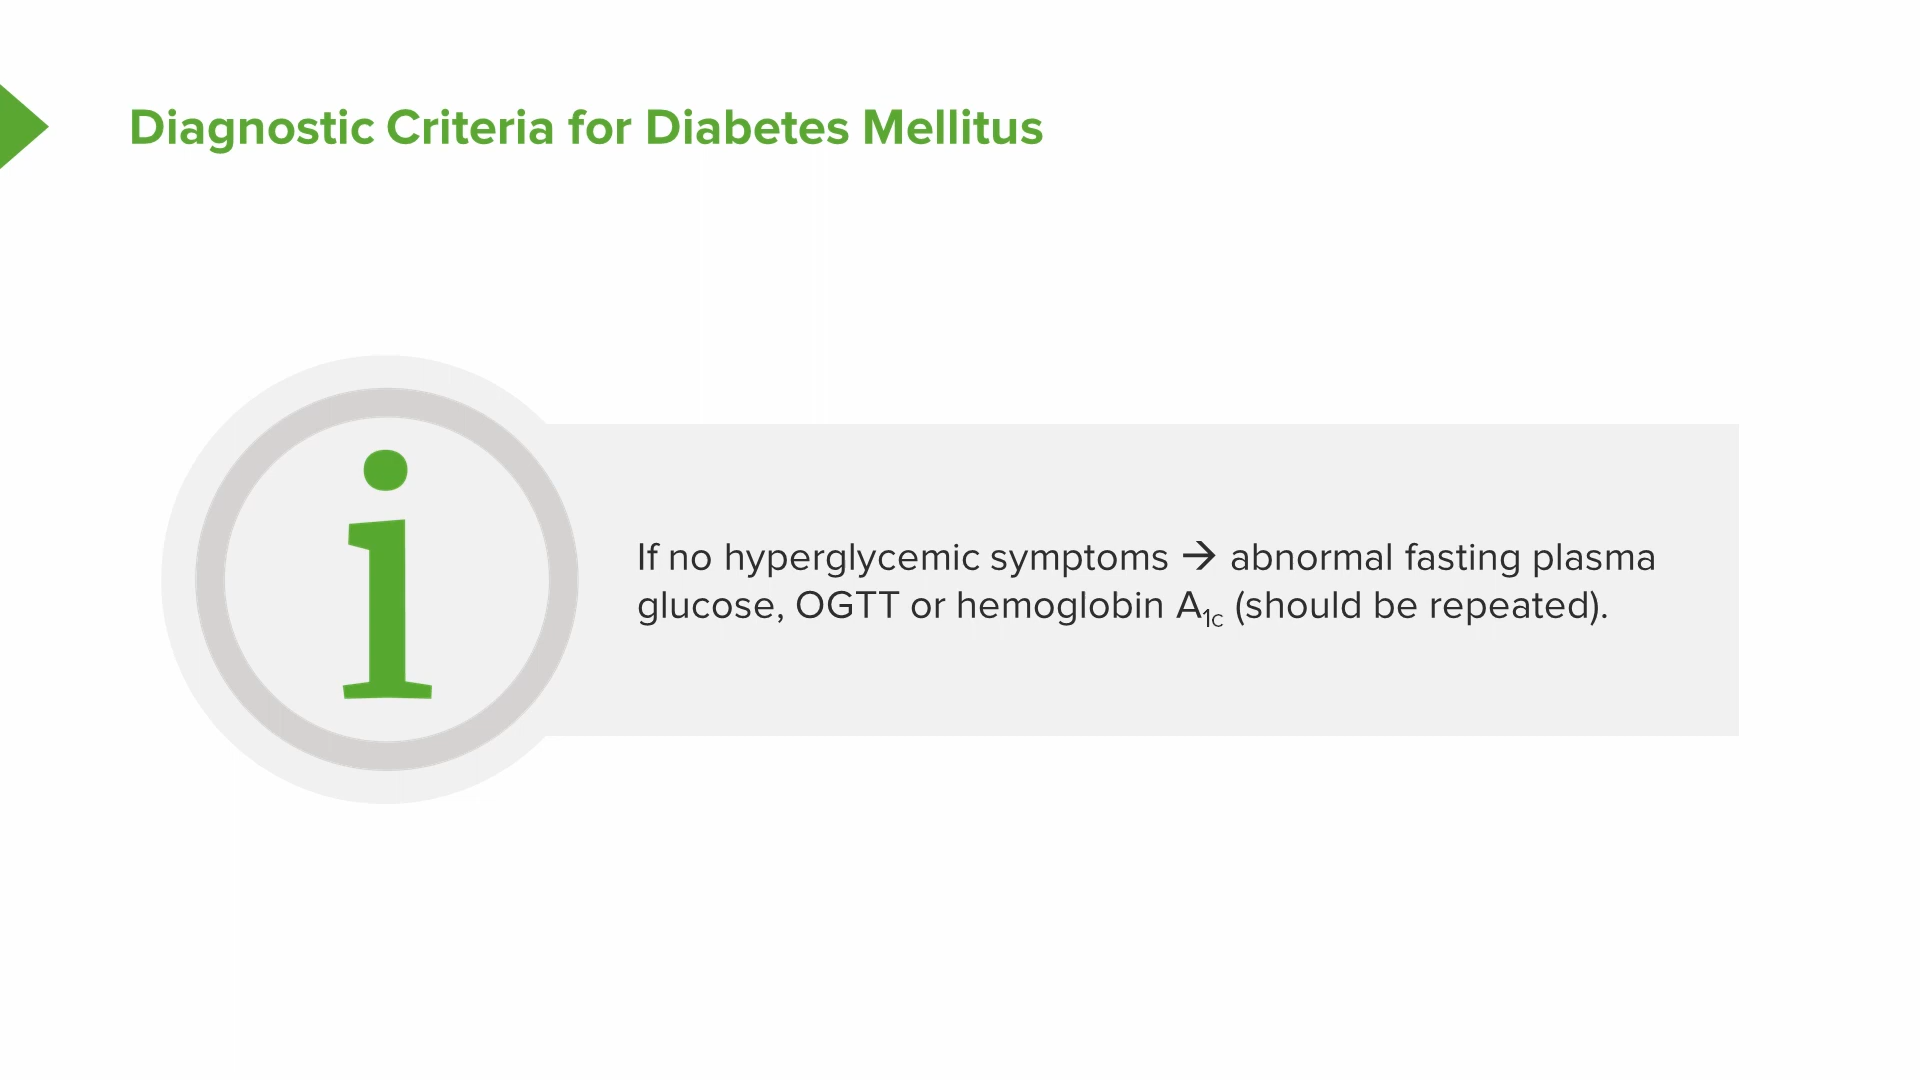 Diagnostic Criteria for Diabetes Mellitus
i
If no hyperglycemic symptoms → abnormal fasting plasma
glucose, OGTT or hemoglobin A1c (should be repeated).